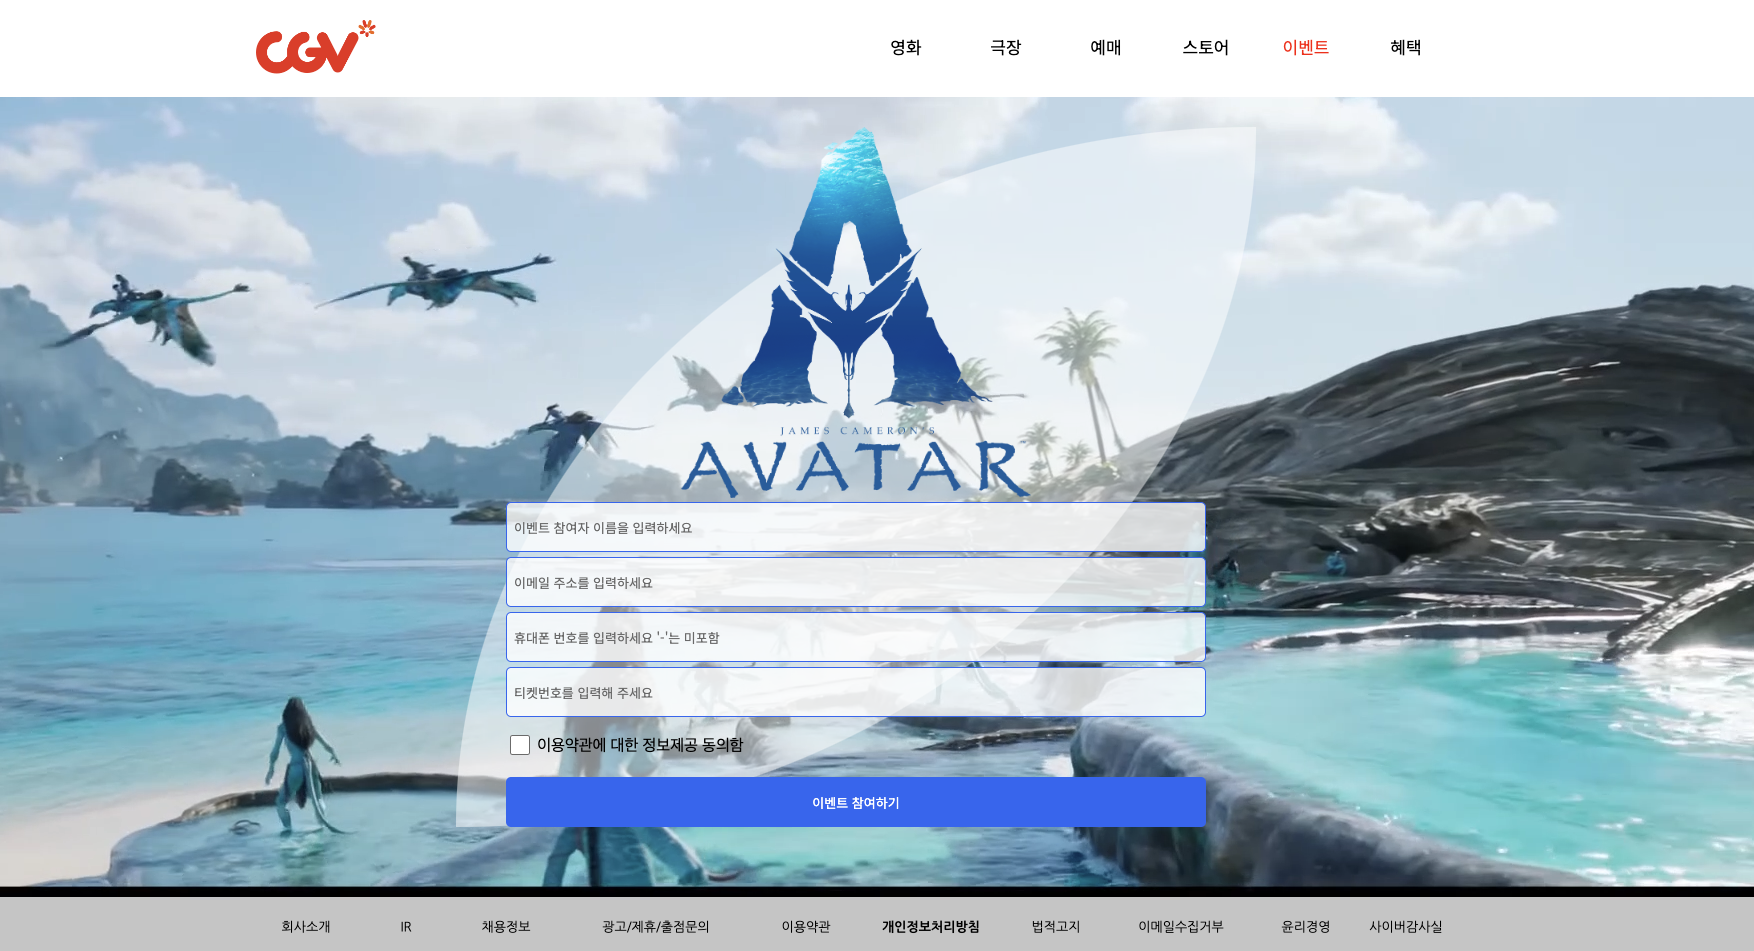 CGV
영화 극장 예매 스토어 이벤트 혜택
JAMES CAMERON'S
AVATAR
이벤트 참여자 이름을 입력하세요
이메일 주소를 입력하세요
휴대폰 번호를 입력하세요 '-'는 미포함
티켓번호를 입력해 주세요
이용약관에 대한 정보제공 동의함
이벤트 참여하기
회사소개 IR 채용정보 광고/제휴/출점문의 이용약관 개인정보처리방침 법적고지 이메일수집거부 윤리경영 사이버감사실